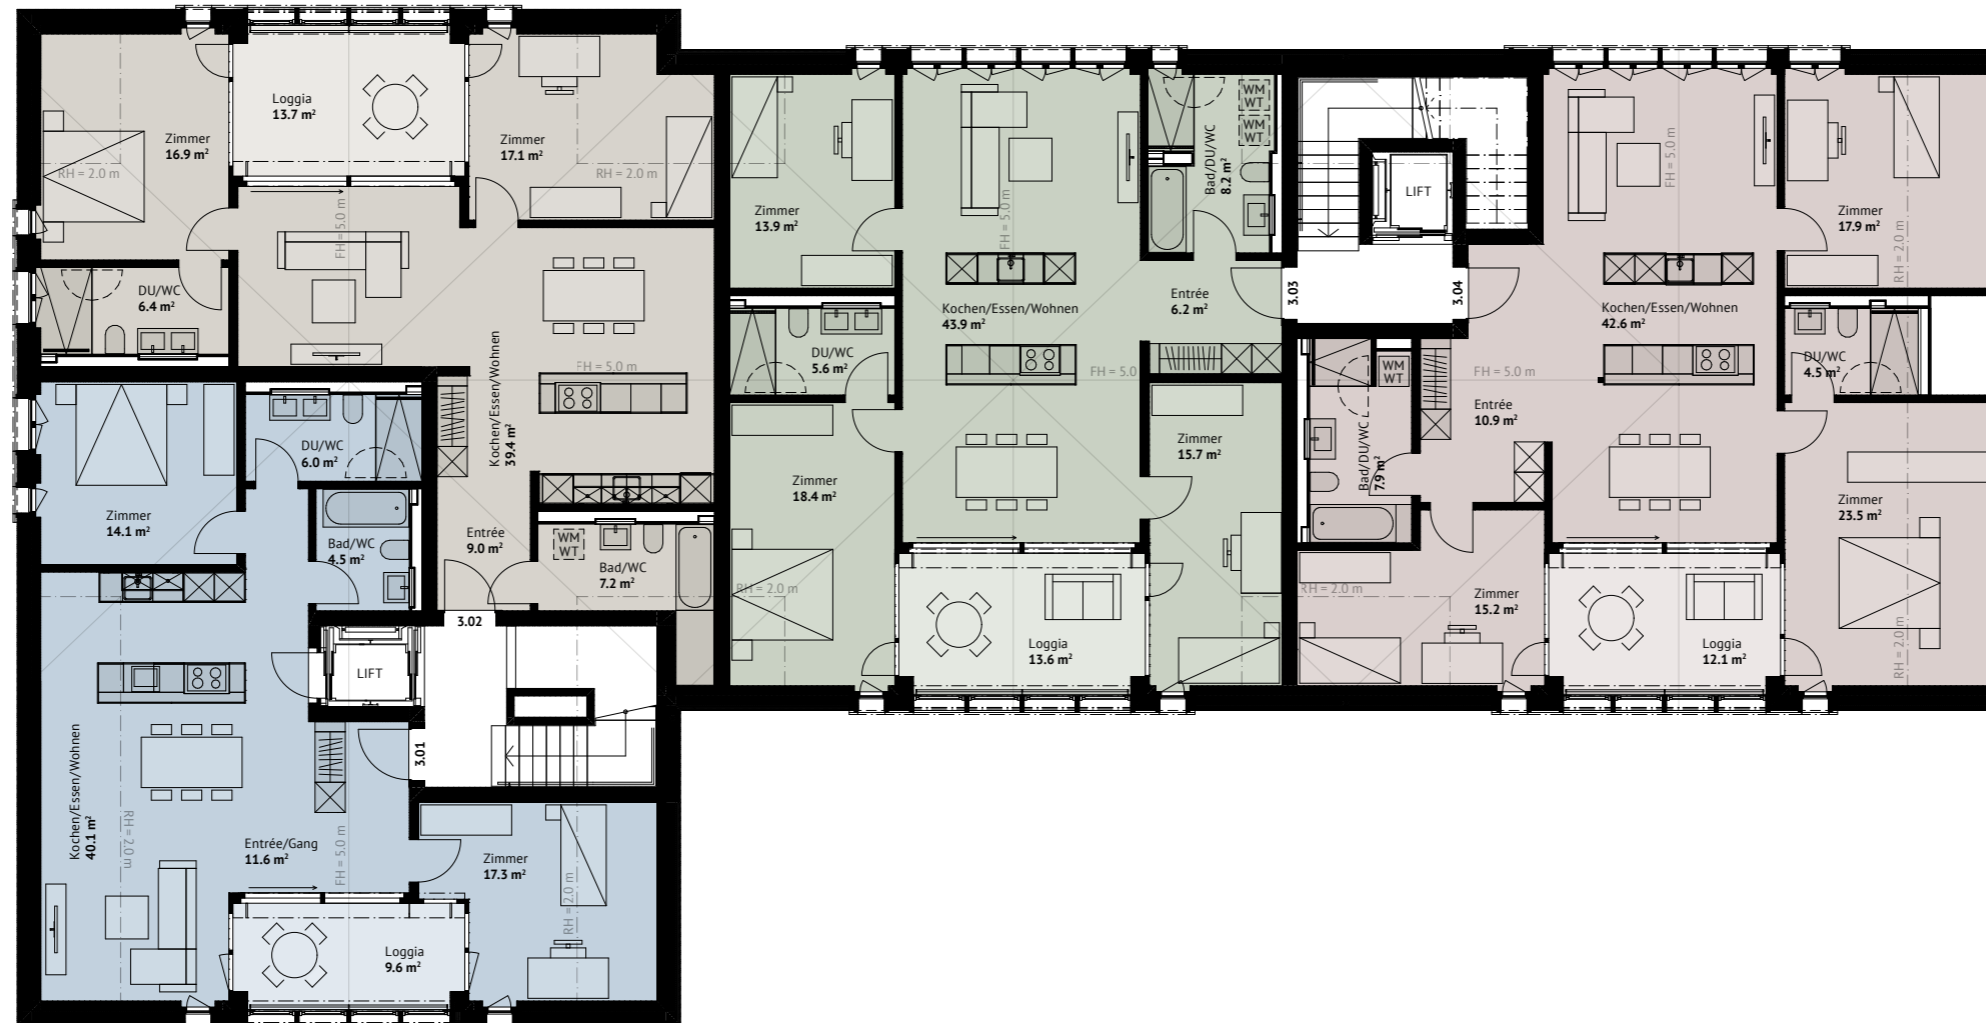 Loggia
13.7 m²
Zimmer
16.9 m²
RH = 2.0 m
Zimmer
17.1 m²
RH = 2.0 m
FH = 5.0 m
DU/WC
6.4 m²
Kochen/Essen/Wohnen
39.4 m²
FH = 5.0 m
Entrée
9.0 m²
WM
WT
Bad/WC
7.2 m²
3.02
DU/WC
6.0 m²
Zimmer
14.1 m²
Bad/WC
4.5 m²
LIFT
3.01
Kochen/Essen/Wohnen
40.1 m²
RH = 2.0 m
Entrée/Gang
11.6 m²
FH = 5.0 m
Zimmer
17.3 m²
RH = 2.0 m
Loggia
9.6 m²
Zimmer
13.9 m²
FH = 5.0 m
Bad/DU/WC
8.2 m²
WM
WT
WM
WT
Kochen/Essen/Wohnen
43.9 m²
Entrée
6.2 m²
3.03
DU/WC
5.6 m²
FH = 5.0
Zimmer
18.4 m²
Zimmer
15.7 m²
RH = 2.0 m
Loggia
13.6 m²
LIFT
3.04
FH = 5.0 m
Zimmer
17.9 m²
RH = 2.0 m
Kochen/Essen/Wohnen
42.6 m²
WM
WT
FH = 5.0 m
DU/WC
4.5 m²
Entrée
10.9 m²
Bad/DU/WC
7.9 m²
Zimmer
23.5 m²
RH = 2.0 m
Zimmer
15.2 m²
Loggia
12.1 m²
RH = 2.0 m